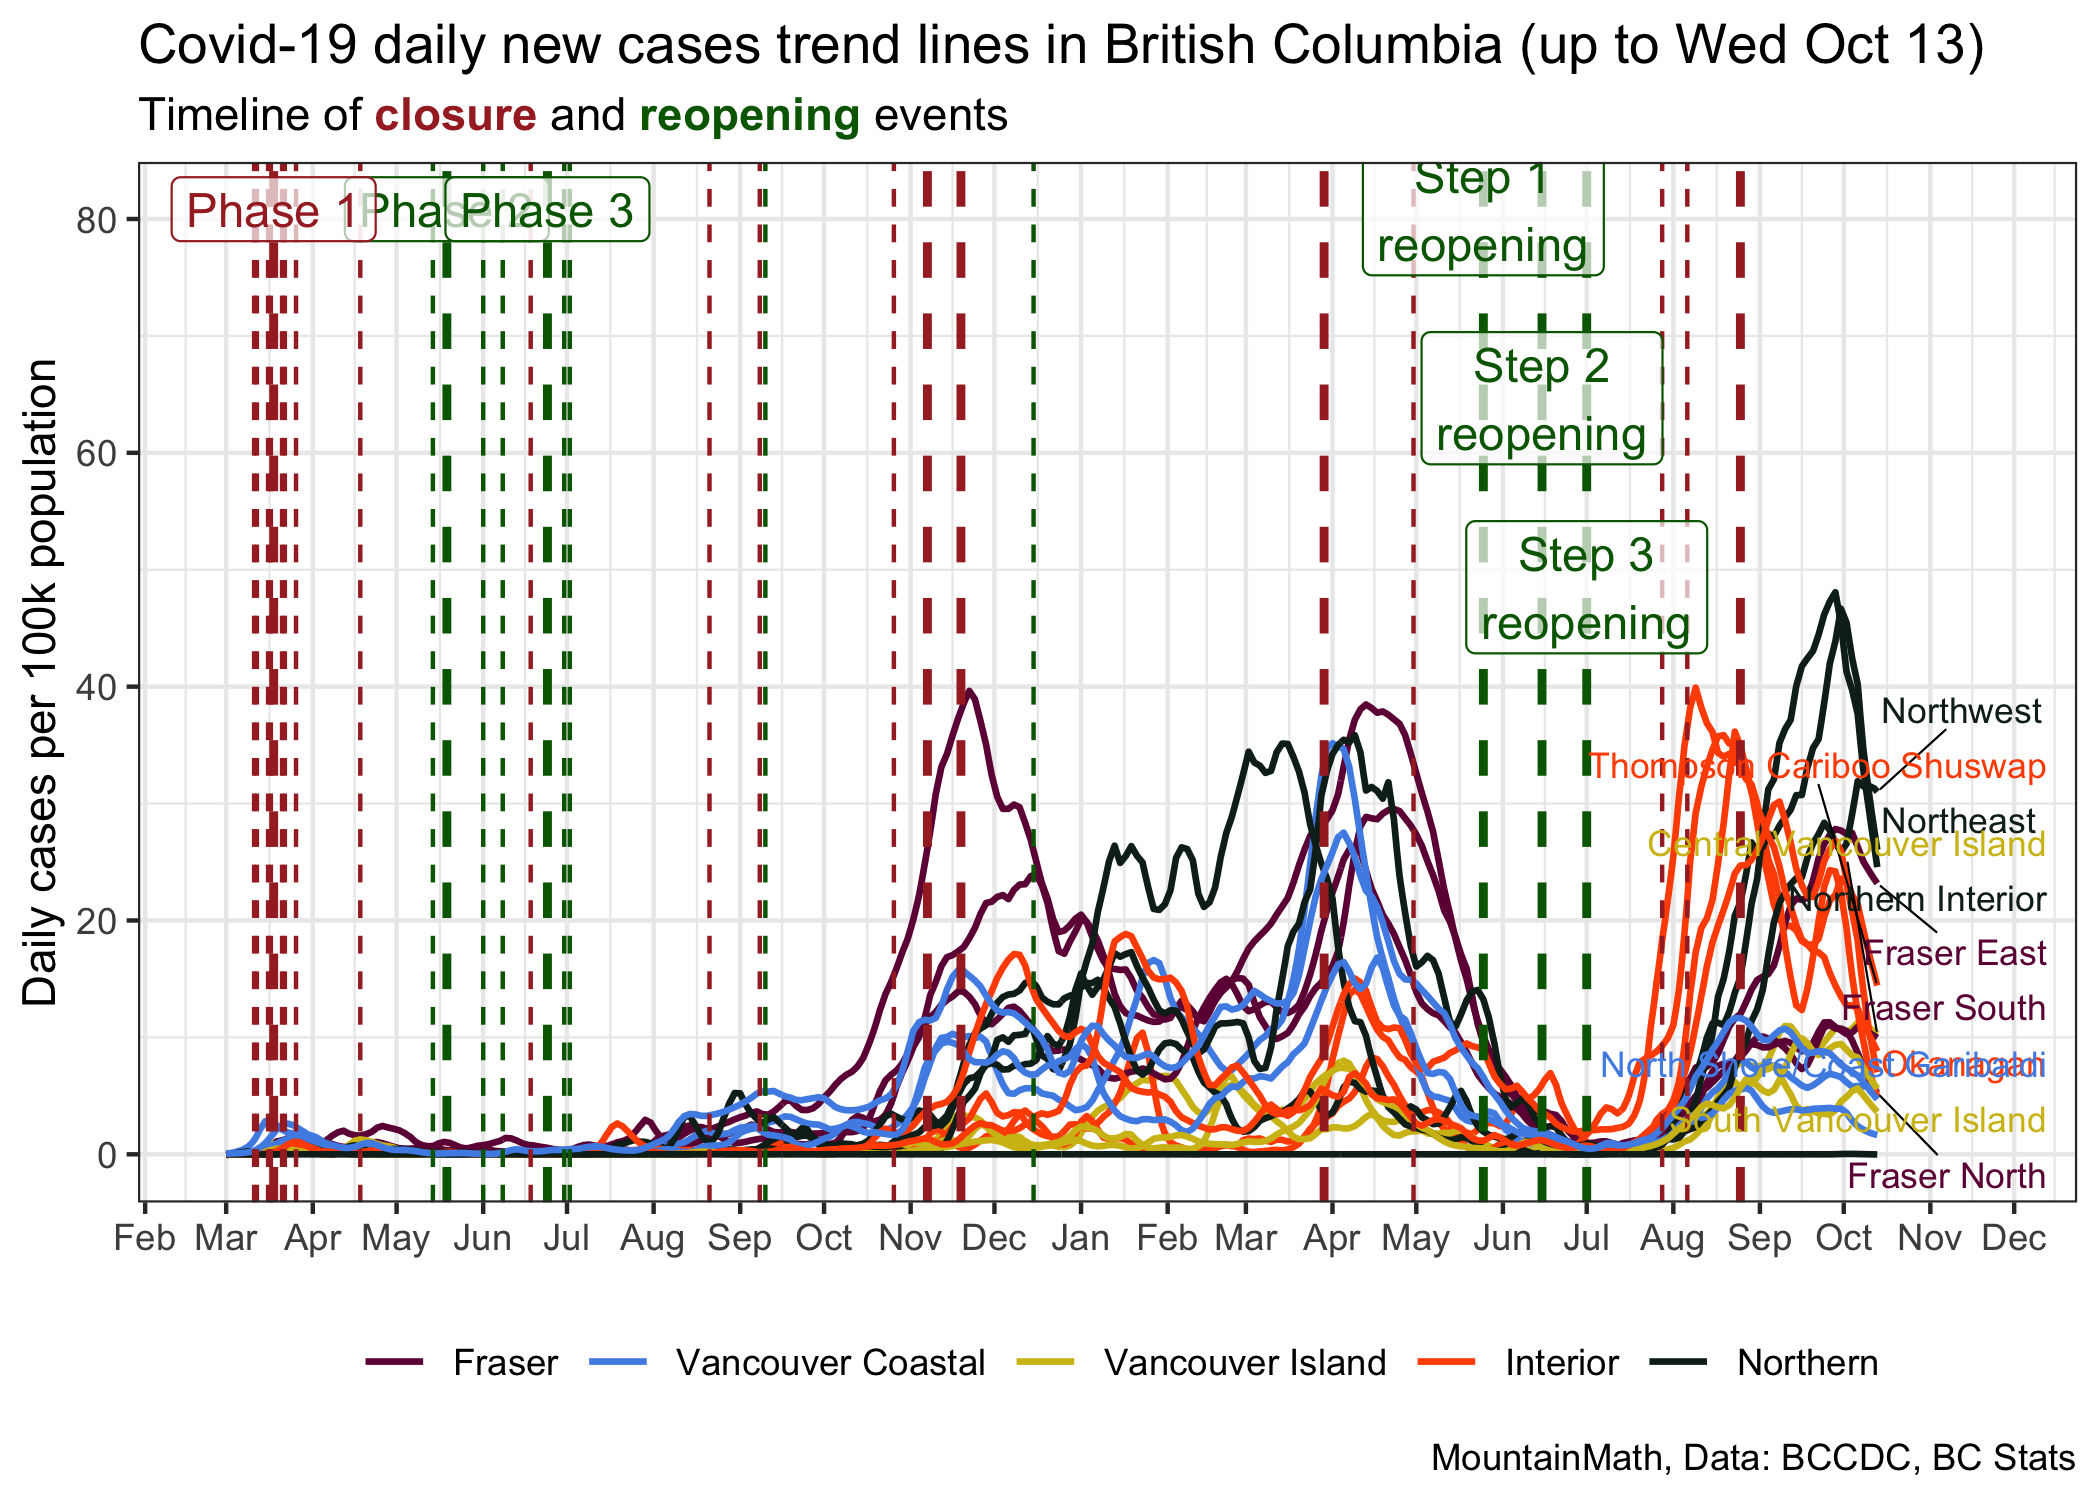 Covid-19 daily new cases trend lines in British Columbia (up to Wed Oct 13)
Timeline of closure and reopening events
Daily cases per 100k population
80
60
40
20
0
Phase 1
Phase 2
Phase 3
Step 1
reopening
Step 2
reopening
Step 3
reopening
Northwest
Thompson Cariboo Shuswap
Northeast
Central Vancouver Island
Northern Interior
Fraser East
Fraser South
North Shore/Coast Garibaldi
Okanagan
South Vancouver Island
Fraser North
Feb Mar Apr May Jun Jul Aug Sep Oct Nov Dec Jan Feb Mar Apr May Jun Jul Aug Sep Oct Nov Dec
Fraser Vancouver Coastal Vancouver Island Interior Northern
MountainMath, Data: BCCDC, BC Stats